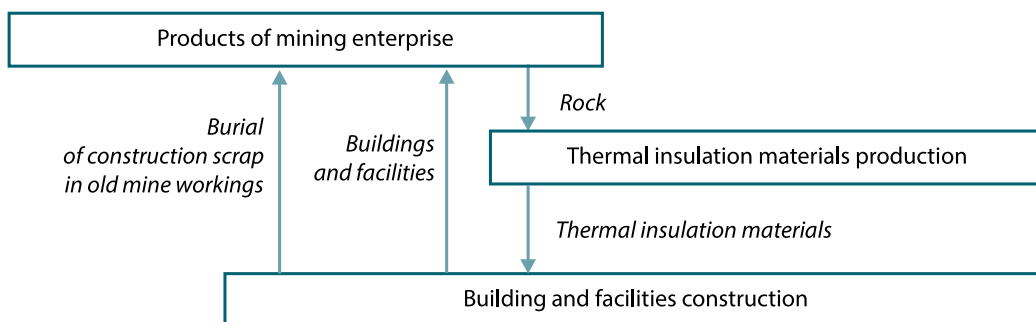 Products of mining enterprise
Rock
Burial
of construction scrap
in old mine workings
Buildings
and facilities
Thermal insulation materials production
Thermal insulation materials
Building and facilities construction